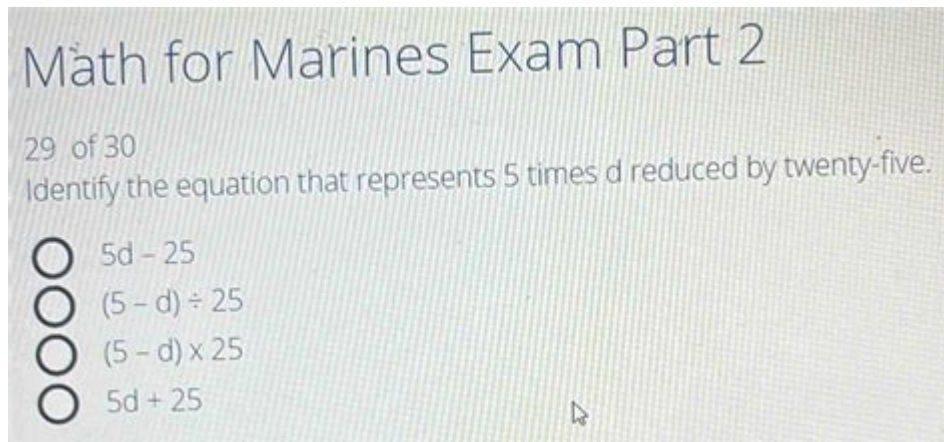 Math for Marines Exam Part 2
29 of 30
Identify the equation that represents 5 times d reduced by twenty-five.
5d – 25
(5 – d) ÷ 25
(5 – d) x 25
5d + 25